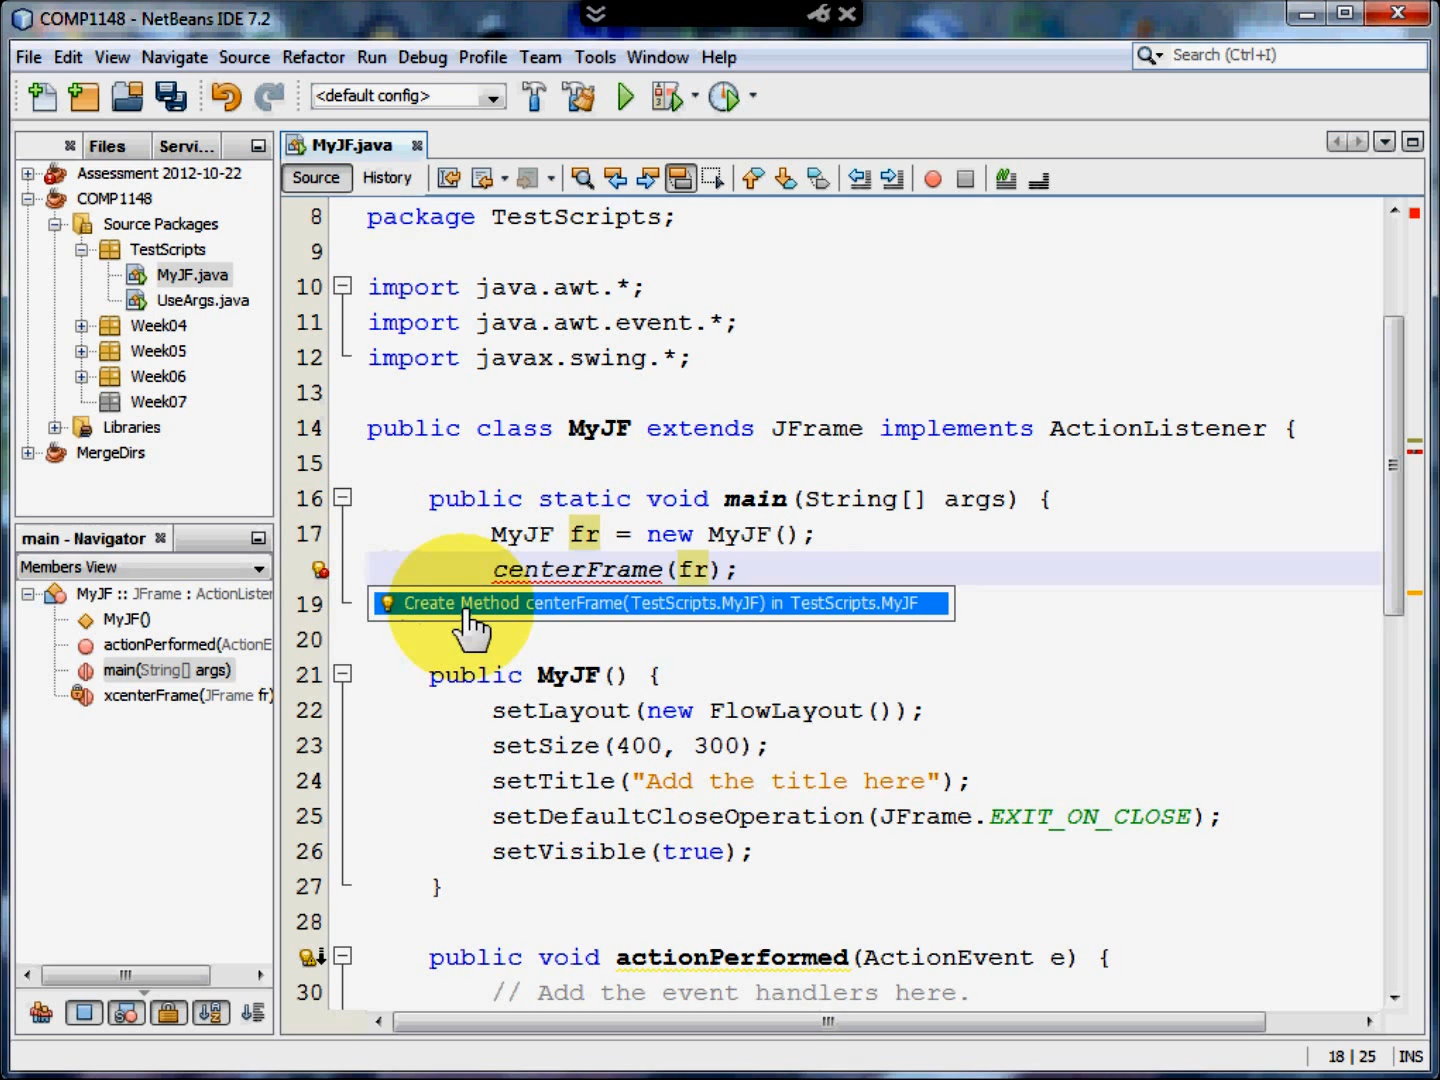 COMP1148 - NetBeans IDE 7.2
File Edit View Navigate Source Refactor Run Debug Profile Team Tools Window Help
Search (Ctrl+I)
<default config>
Files Servi...
Assessment 2012-10-22
COMP1148
Source Packages
TestScripts
MyJF.java
UseArgs.java
Week04
Week05
Week06
Week07
Libraries
MergeDirs
main - Navigator
Members View
MyJF :: JFrame : ActionListe
MyJF()
actionPerformed(ActionE
main(String[] args)
xcenterFrame(JFrame fr)
MyJF.java
Source History
8 package TestScripts;
9
10 import java.awt.*;
11 import java.awt.event.*;
12 import javax.swing.*;
13
14 public class MyJF extends JFrame implements ActionListener {
15
16 public static void main(String[] args) {
17 MyJF fr = new MyJF();
centerFrame(fr);
19 Create Method centerFrame(TestScripts.MyJF) in TestScripts.MyJF
20
21 public MyJF() {
22 setLayout(new FlowLayout());
23 setSize(400, 300);
24 setTitle("Add the title here");
25 setDefaultCloseOperation(JFrame.EXIT_ON_CLOSE);
26 setVisible(true);
27 }
28
public void actionPerformed(ActionEvent e) {
30 // Add the event handlers here.
18 | 25 INS